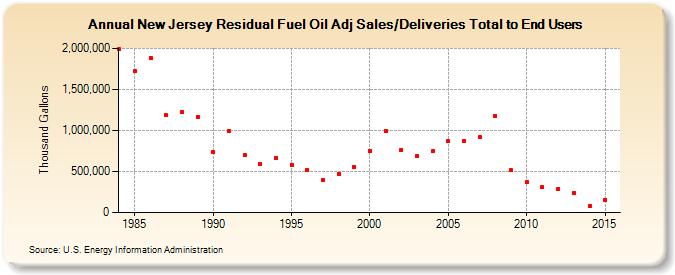 Annual New Jersey Residual Fuel Oil Adj Sales/Deliveries Total to End Users
Thousand Gallons
2,000,000
1,500,000
1,000,000
500,000
0
1985 1990 1995 2000 2005 2010 2015
Source: U.S. Energy Information Administration